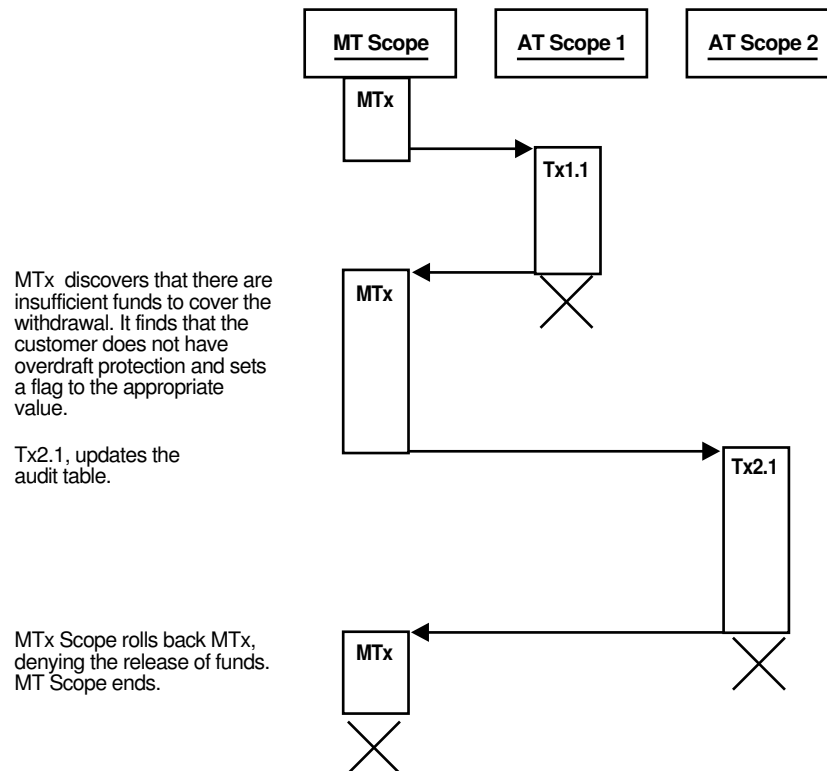 MT Scope
AT Scope 1
AT Scope 2
MTx
Tx1.1
MTx discovers that there are
insufficient funds to cover the
withdrawal. It finds that the
customer does not have
overdraft protection and sets
a flag to the appropriate
value.
MTx
Tx2.1, updates the
audit table.
Tx2.1
MTx Scope rolls back MTx,
denying the release of funds.
MT Scope ends.
MTx